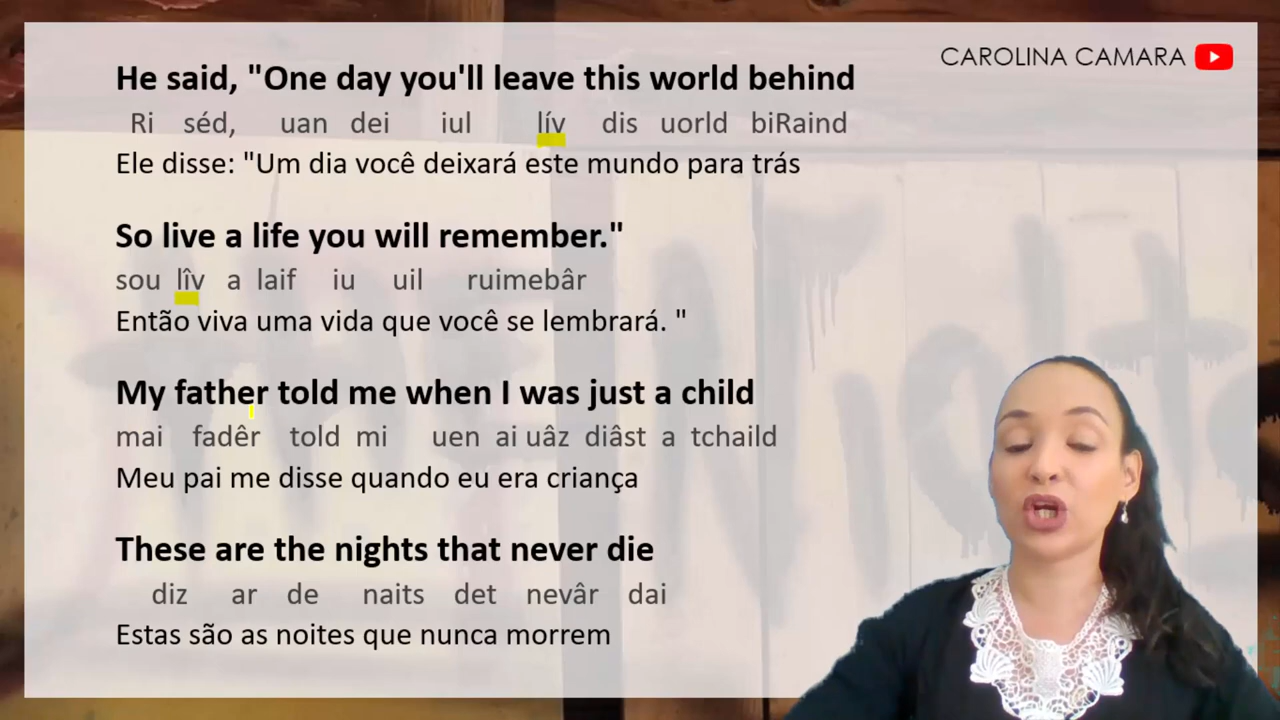 CAROLINA CAMARA
He said, "One day you'll leave this world behind
Ri séd, uan dei iul lív dis uorld biRaind
Ele disse: "Um dia você deixará este mundo para trás
So live a life you will remember."
sou lîv a laif iu uil ruimebâr
Então viva uma vida que você se lembrará. "
My father told me when I was just a child
mai fadêr told mi uen ai uâz diâst a tchaild
Meu pai me disse quando eu era criança
These are the nights that never die
diz ar de naits det nevâr dai
Estas são as noites que nunca morrem